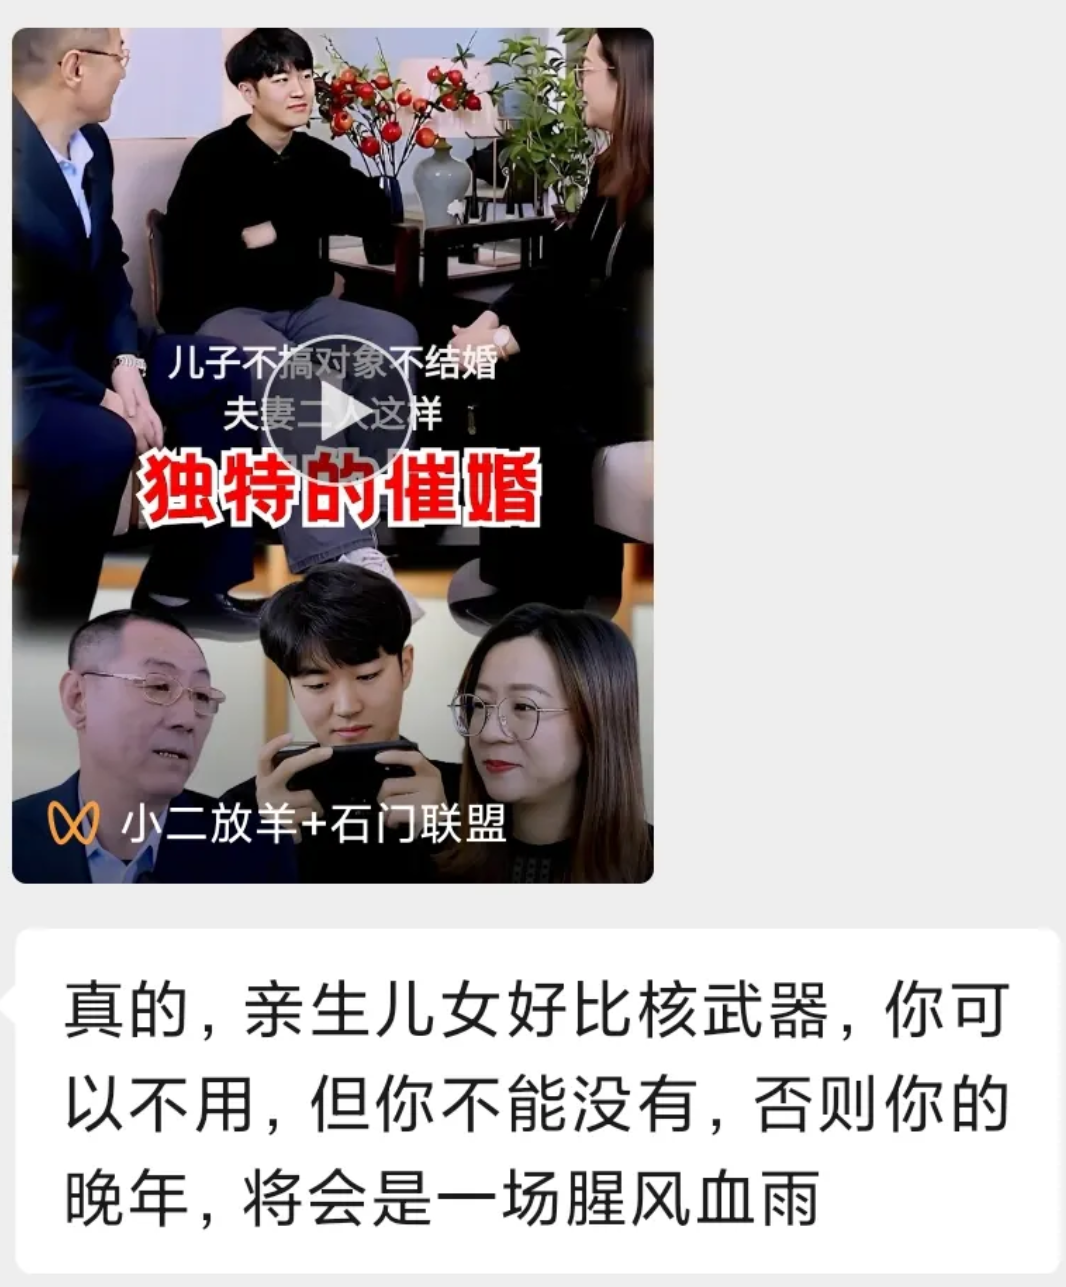 儿子不搞对象不结婚
夫妻二人这样
独特的催婚
小二放羊+石门联盟
真的，亲生儿女好比核武器，你可
以不用，但你不能没有，否则你的
晚年，将会是一场腥风血雨